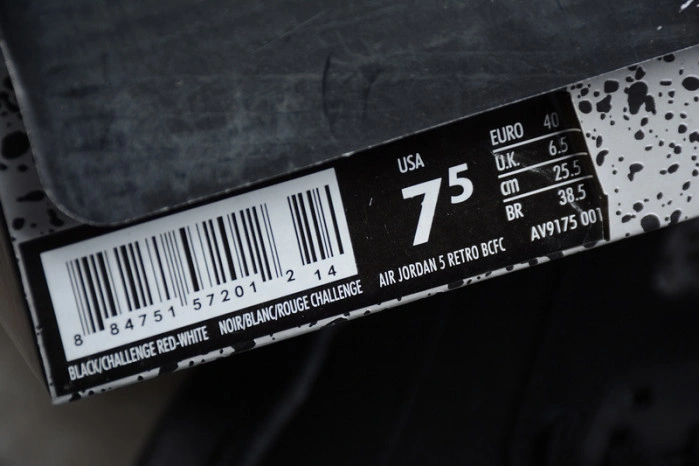 USA
7⁵
EURO 40
U.K. 6.5
cm 25.5
BR 38.5
AV9175 001
AIR JORDAN 5 RETRO BCFC
8 84751 57201 2 14
BLACK/CHALLENGE RED-WHITE NOIR/BLANC/ROUGE CHALLENGE